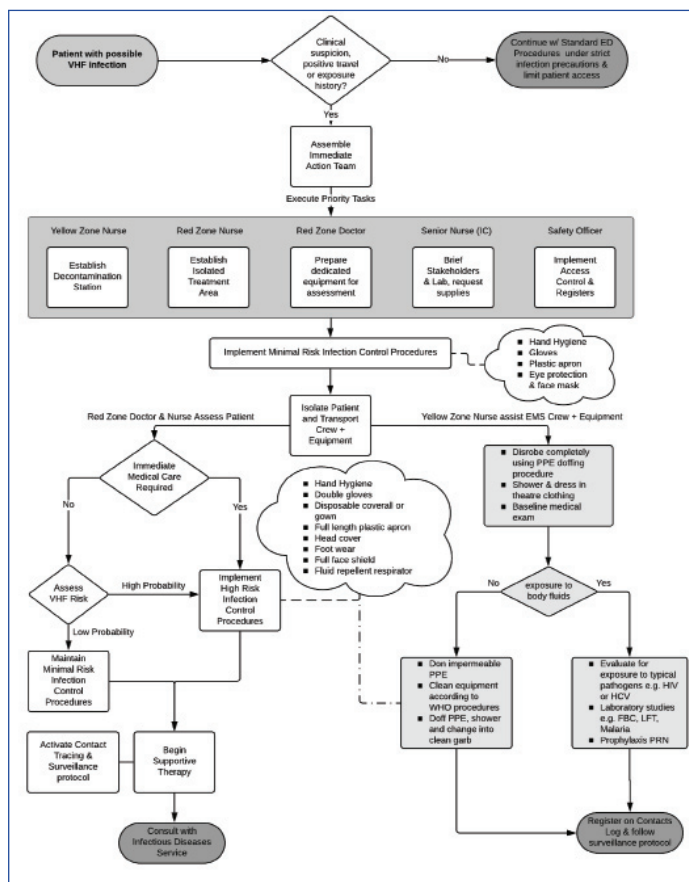 Patient with possible
VHF infection
Clinical
suspicion,
positive travel
or exposure
history?
No
Continue w/ Standard ED
Procedures under strict
infection precautions &
limit patient access
Yes
Assemble
Immediate
Action Team
Execute Priority Tasks
Yellow Zone Nurse
Establish
Decontamination
Station
Red Zone Nurse
Establish
Isolated
Treatment
Area
Red Zone Doctor
Prepare
dedicated
equipment for
assessment
Senior Nurse (IC)
Brief
Stakeholders
& Lab, request
supplies
Safety Officer
Implement
Access
Control &
Registers
Implement Minimal Risk Infection Control Procedures
■ Hand Hygiene
■ Gloves
■ Plastic apron
■ Eye protection
& face mask
Isolate Patient
and Transport
Crew +
Equipment
Red Zone Doctor & Nurse Assess Patient
Yellow Zone Nurse assist EMS Crew + Equipment
Immediate
Medical Care
Required
No
Yes
■ Hand Hygiene
■ Double gloves
■ Disposable coverall or
gown
■ Full length plastic apron
■ Head cover
■ Foot wear
■ Full face shield
■ Fluid repellent respirator
■ Disrobe completely
using PPE doffing
procedure
■ Shower & dress in
theatre clothing
■ Baseline medical
exam
Assess
VHF Risk
High Probability
Implement
High Risk
Infection
Control
Procedures
Low Probability
Maintain
Minimal Risk
Infection
Control
Procedures
No
exposure to
body fluids
Yes
■ Don impermeable
PPE
■ Clean equipment
according to
WHO procedures
■ Doff PPE, shower
and change into
clean garb
■ Evaluate for
exposure to typical
pathogens e.g. HIV
or HCV
■ Laboratory studies
e.g. FBC, LFT,
Malaria
■ Prophylaxis PRN
Activate Contact
Tracing &
Surveillance
protocol
Begin
Supportive
Therapy
Consult with
Infectious Diseases
Service
Register on Contacts
Log & follow
surveillance protocol